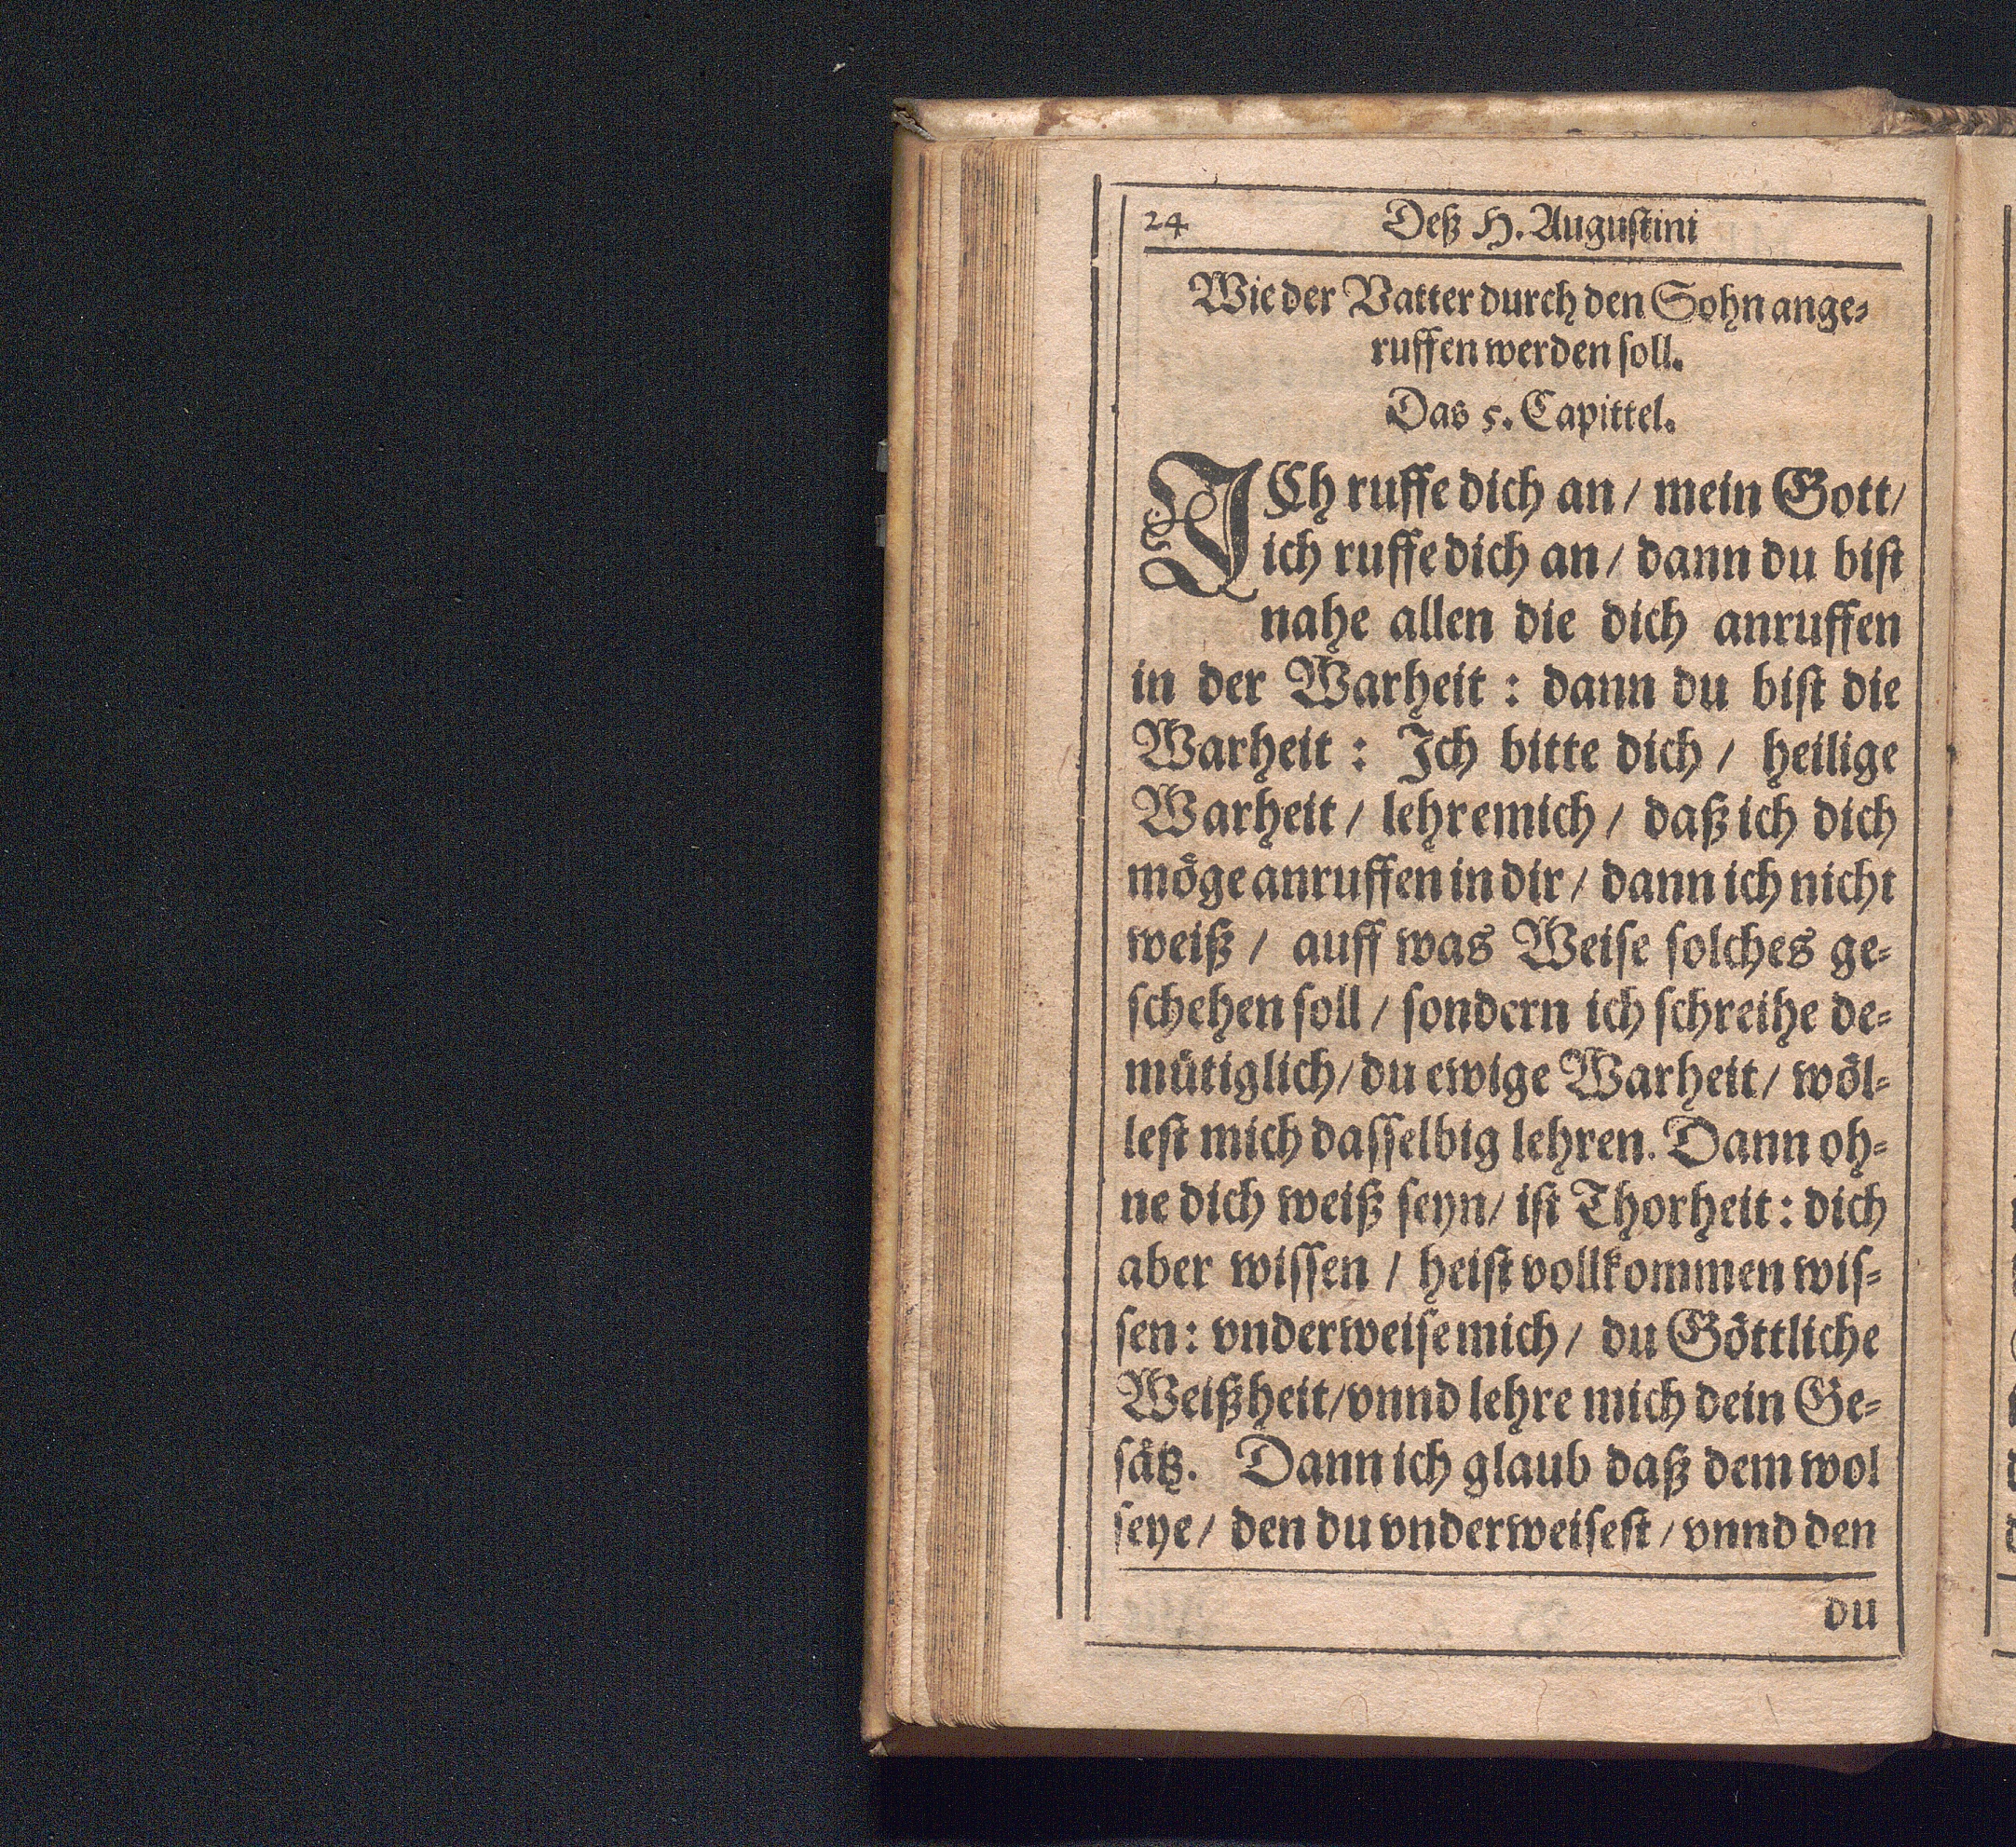 24 Deß H. Augustini
Wie der Vatter durch den Sohn ange-
ruffen werden soll.
Das 5. Capittel.
ICh ruffe dich an / mein Gott /
ich ruffe dich an / dann du bist
nahe allen die dich anruffen
in der Warheit : dann du bist die
Warheit : Ich bitte dich / heilige
Warheit / lehre mich / daß ich dich
möge anruffen in dir / dann ich nicht
weiß / auff was Weise solches ge-
schehen soll / sondern ich schreihe de-
mütiglich / du ewige Warheit / wöl-
lest mich dasselbig lehren. Dann oh-
ne dich weiß seyn / ist Thorheit : dich
aber wissen / heist vollkommen wis-
sen : vnderweise mich / du Göttliche
Weißheit / vnnd lehre mich dein Ge-
sätz. Dann ich glaub daß dem wol
seye / den du vnderweisest / vnnd den
du